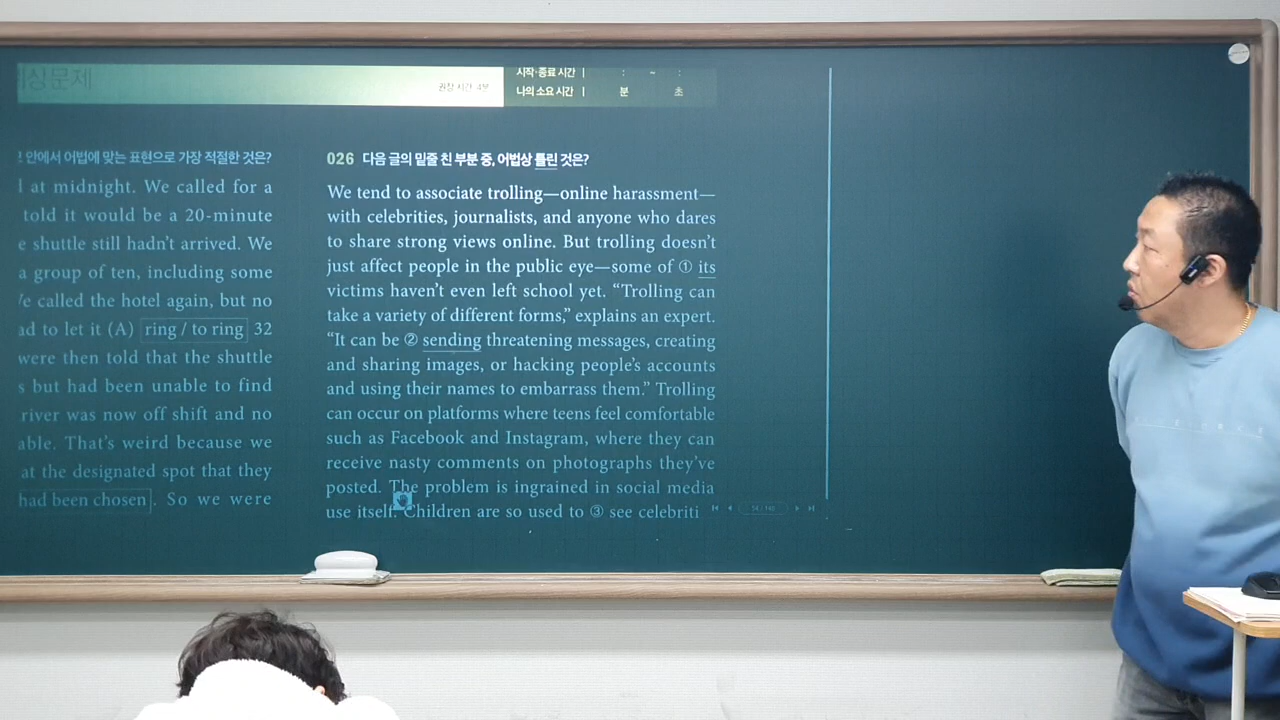 상문제
권장 시간 4분
시작·종료 시간 | : - :
나의 소요 시간 | 분 초
안에서 어법에 맞는 표현으로 가장 적절한 것은?
l at midnight. We called for a
told it would be a 20-minute
e shuttle still hadn't arrived. We
a group of ten, including some
e called the hotel again, but no
ad to let it (A) ring / to ring 32
were then told that the shuttle
s but had been unable to find
river was now off shift and no
able. That's weird because we
at the designated spot that they
had been chosen . So we were
026 다음 글의 밑줄 친 부분 중, 어법상 틀린 것은?
We tend to associate trolling—online harassment—
with celebrities, journalists, and anyone who dares
to share strong views online. But trolling doesn't
just affect people in the public eye—some of ① its
victims haven't even left school yet. "Trolling can
take a variety of different forms," explains an expert.
"It can be ② sending threatening messages, creating
and sharing images, or hacking people's accounts
and using their names to embarrass them." Trolling
can occur on platforms where teens feel comfortable
such as Facebook and Instagram, where they can
receive nasty comments on photographs they've
posted. The problem is ingrained in social media
use itself. Children are so used to ③ see celebriti